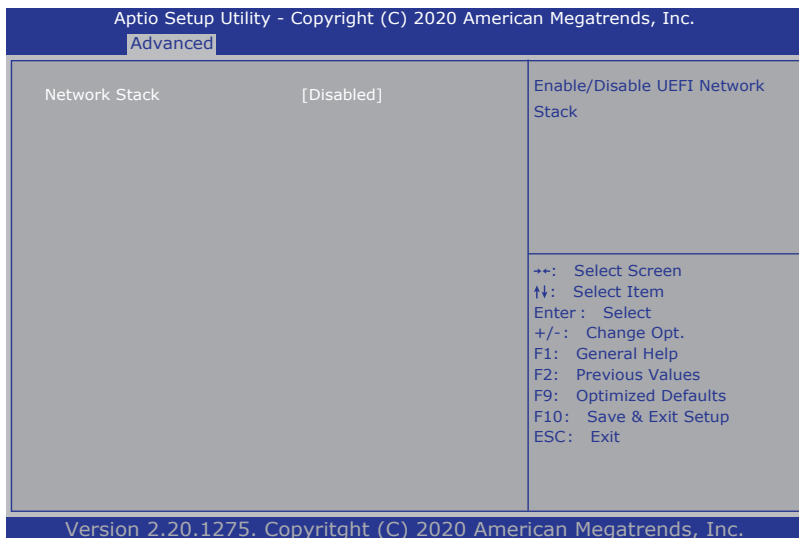 Aptio Setup Utility - Copyright (C) 2020 American Megatrends, Inc.
Advanced
Network Stack [Disabled]
Enable/Disable UEFI Network
Stack
→←: Select Screen
↑↓: Select Item
Enter : Select
+/-: Change Opt.
F1: General Help
F2: Previous Values
F9: Optimized Defaults
F10: Save & Exit Setup
ESC: Exit
Version 2.20.1275. Copyritght (C) 2020 American Megatrends, Inc.